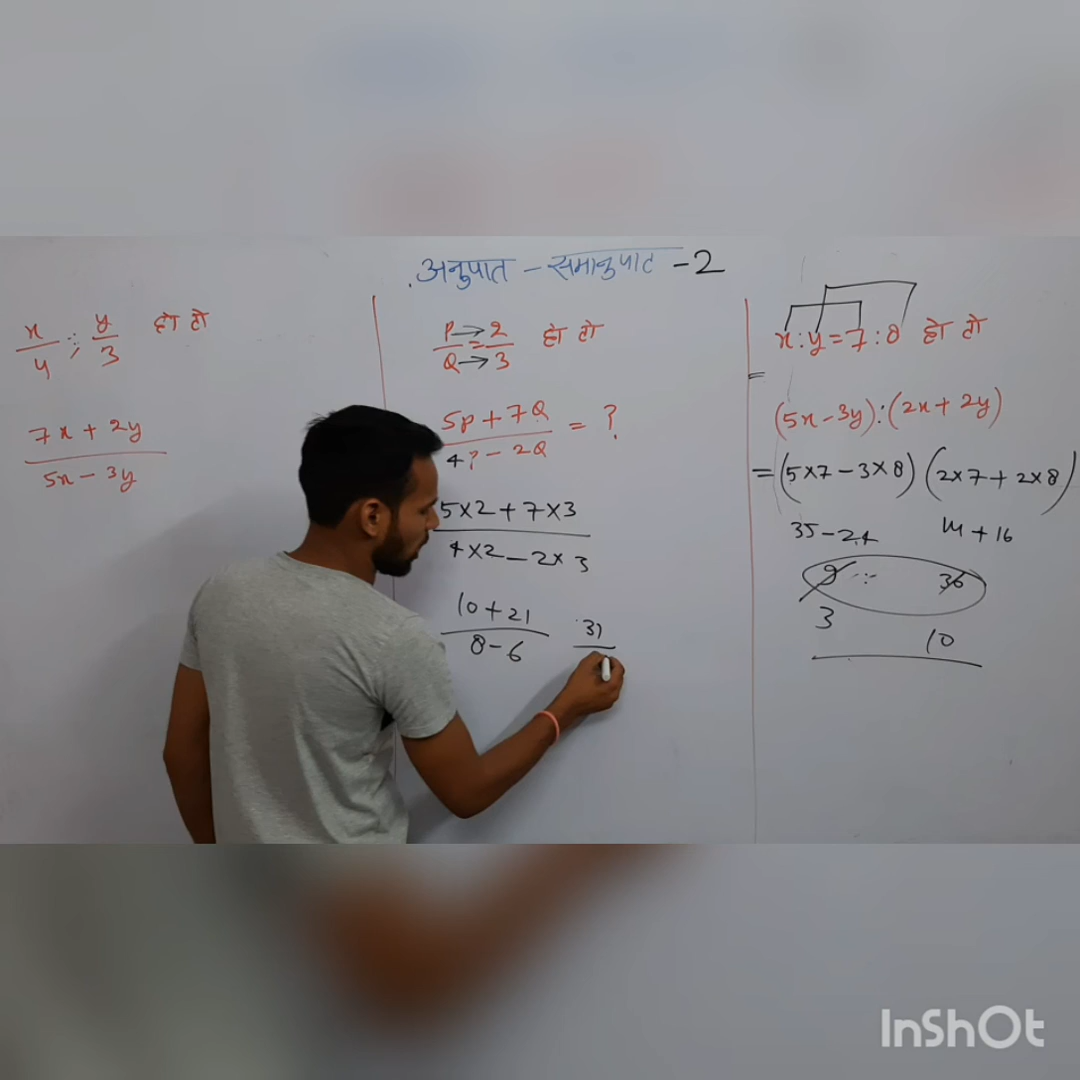 अनुपात - समानुपाट - 2
x/4 : y/3 हो तो
7x + 2y / 5x - 3y
P → 2 / Q → 3 = हो तो
5P + 7Q / 4P - 2Q = ?
5×2 + 7×3 / 4×2 - 2×3
10 + 21 / 8 - 6 31
x : y = 7 : 8 हो तो
=
(5x - 3y) : (2x + 2y)
= (5×7 - 3×8) (2×7 + 2×8)
35 - 24 14 + 16
9 : 30
3
10
InShOt